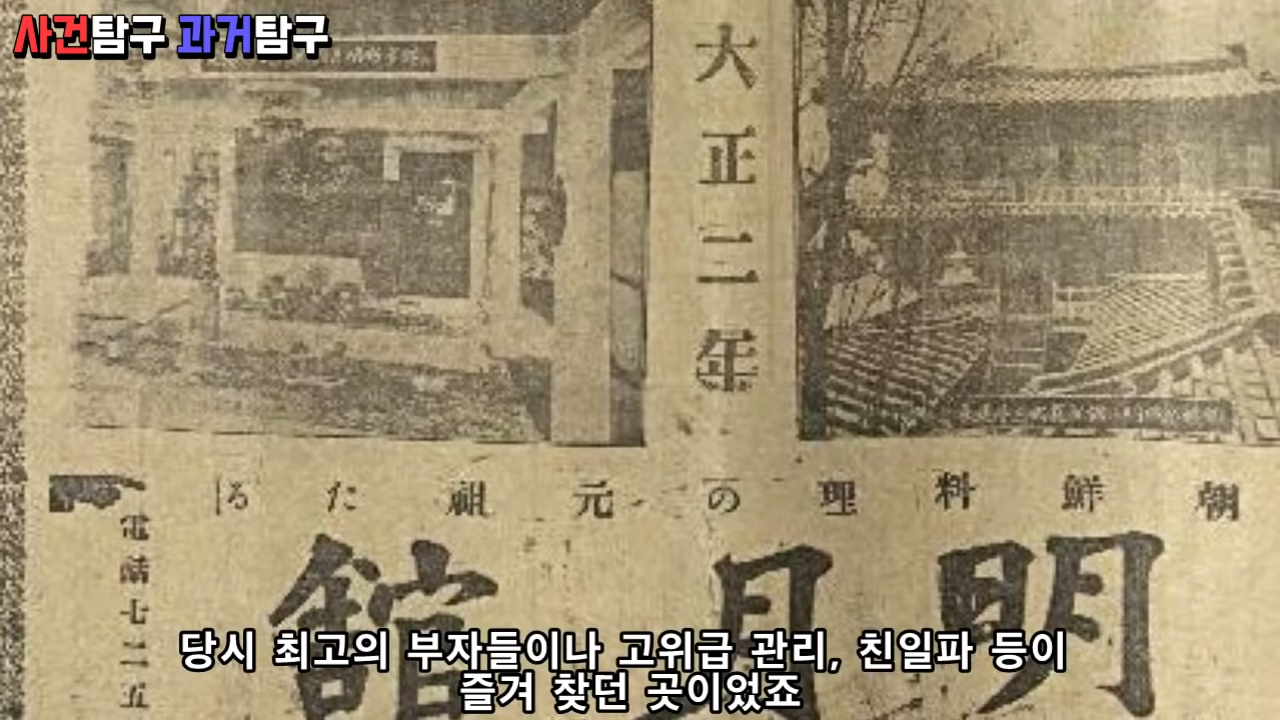 사건탐구 과거탐구
大正二年
朝鮮料理の元祖たる
明月館
電話七二五
당시 최고의 부자들이나 고위급 관리, 친일파 등이
즐겨 찾던 곳이었죠